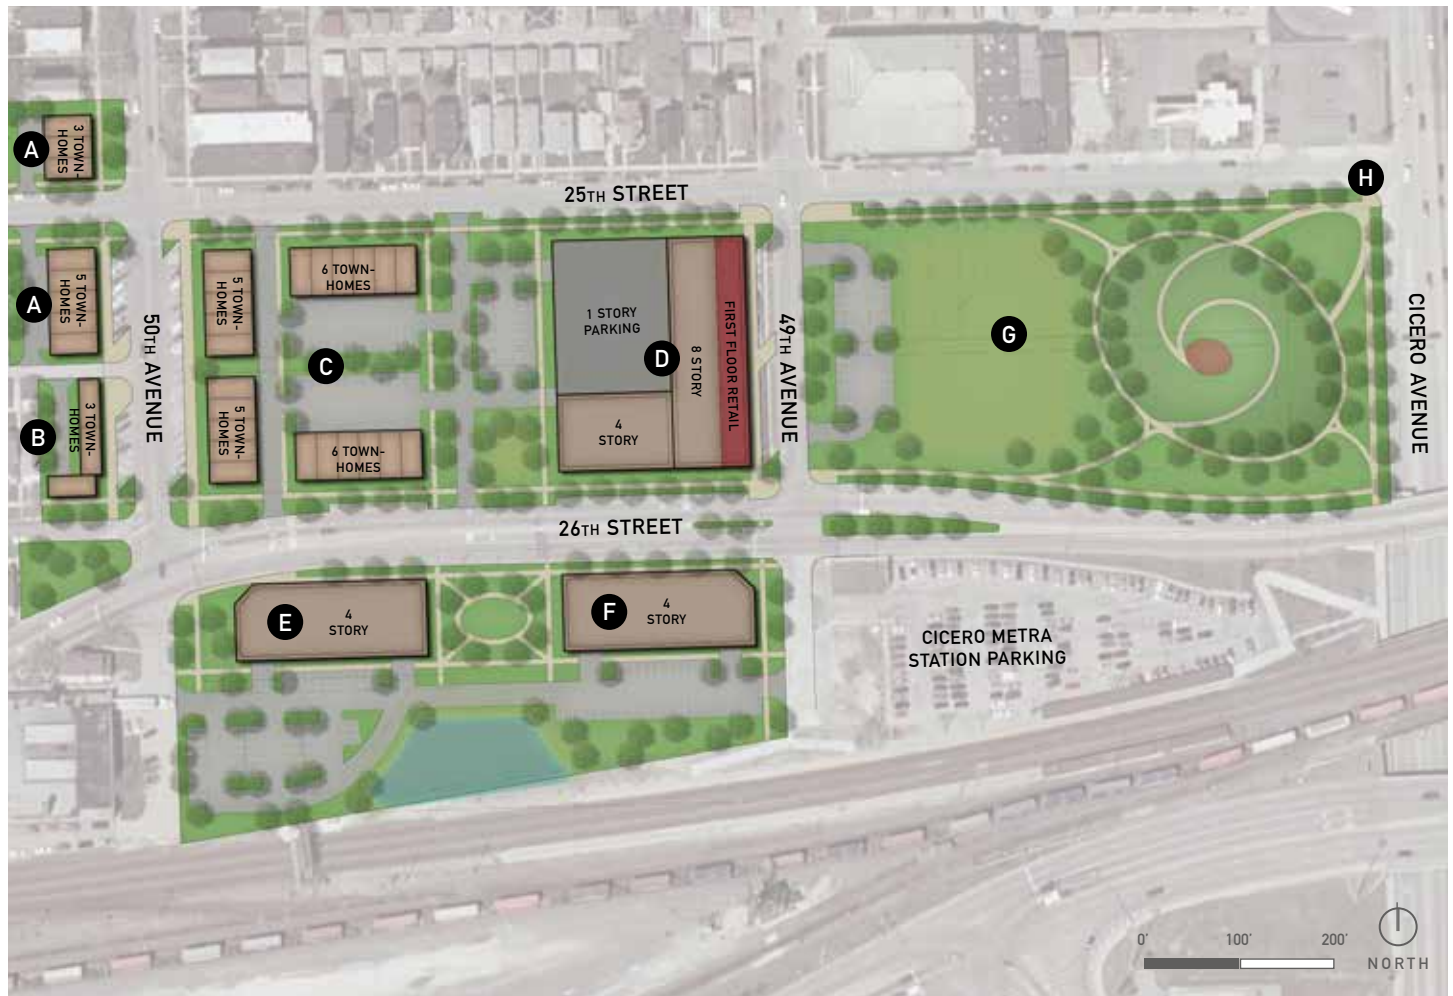 A
3 TOWN-
HOMES
H
25TH STREET
A
5 TOWN-
HOMES
50TH AVENUE
5 TOWN-
HOMES
6 TOWN-
HOMES
C
1 STORY
PARKING
D
8 STORY
FIRST FLOOR RETAIL
49TH AVENUE
G
CICERO AVENUE
B
3 TOWN-
HOMES
5 TOWN-
HOMES
6 TOWN-
HOMES
4
STORY
26TH STREET
E
4
STORY
F
4
STORY
CICERO METRA
STATION PARKING
0' 100' 200'
NORTH